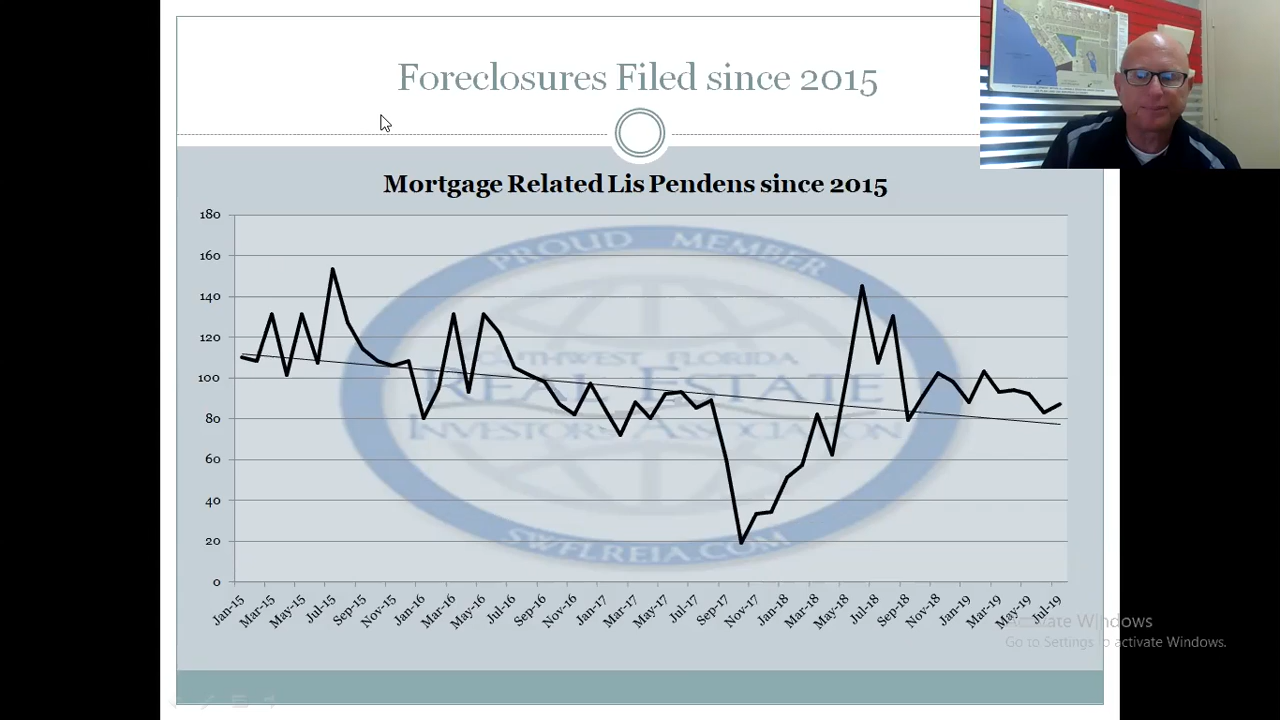 Foreclosures Filed since 2015
Mortgage Related Lis Pendens since 2015
180
160
140
120
100
80
60
40
20
0
PROUD MEMBER
SOUTHWEST FLORIDA
REAL ESTATE
INVESTORS ASSOCIATION
SWFLREIA.COM
Jan-15 Mar-15 May-15 Jul-15 Sep-15 Nov-15 Jan-16 Mar-16 May-16 Jul-16 Sep-16 Nov-16 Jan-17 Mar-17 May-17 Jul-17 Sep-17 Nov-17 Jan-18 Mar-18 May-18 Jul-18 Sep-18 Nov-18 Jan-19 Mar-19 May-19 Jul-19
Activate Windows
Go to Settings to activate Windows.